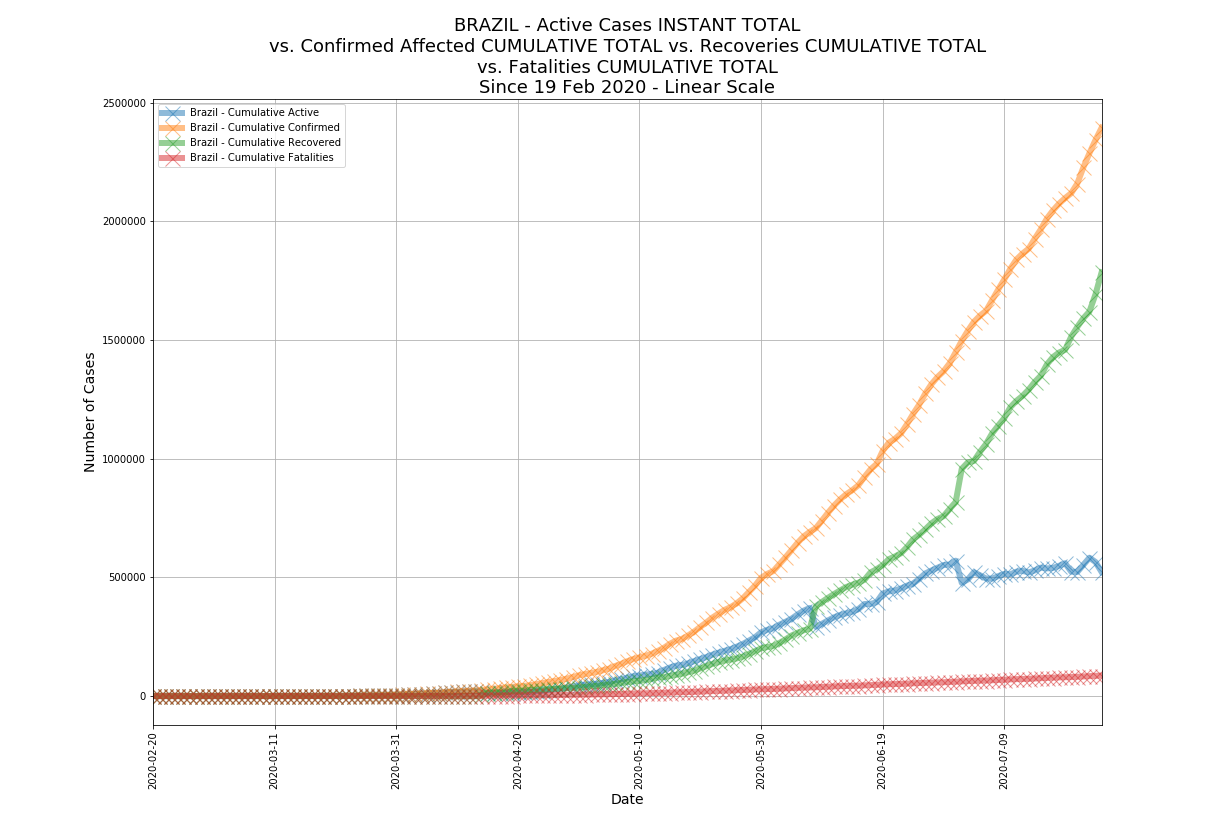 BRAZIL - Active Cases INSTANT TOTAL
vs. Confirmed Affected CUMULATIVE TOTAL vs. Recoveries CUMULATIVE TOTAL
vs. Fatalities CUMULATIVE TOTAL
Since 19 Feb 2020 - Linear Scale
Brazil - Cumulative Active
Brazil - Cumulative Confirmed
Brazil - Cumulative Recovered
Brazil - Cumulative Fatalities
Number of Cases
2500000
2000000
1500000
1000000
500000
0
2020-02-20
2020-03-11
2020-03-31
2020-04-20
2020-05-10
2020-05-30
2020-06-19
2020-07-09
Date